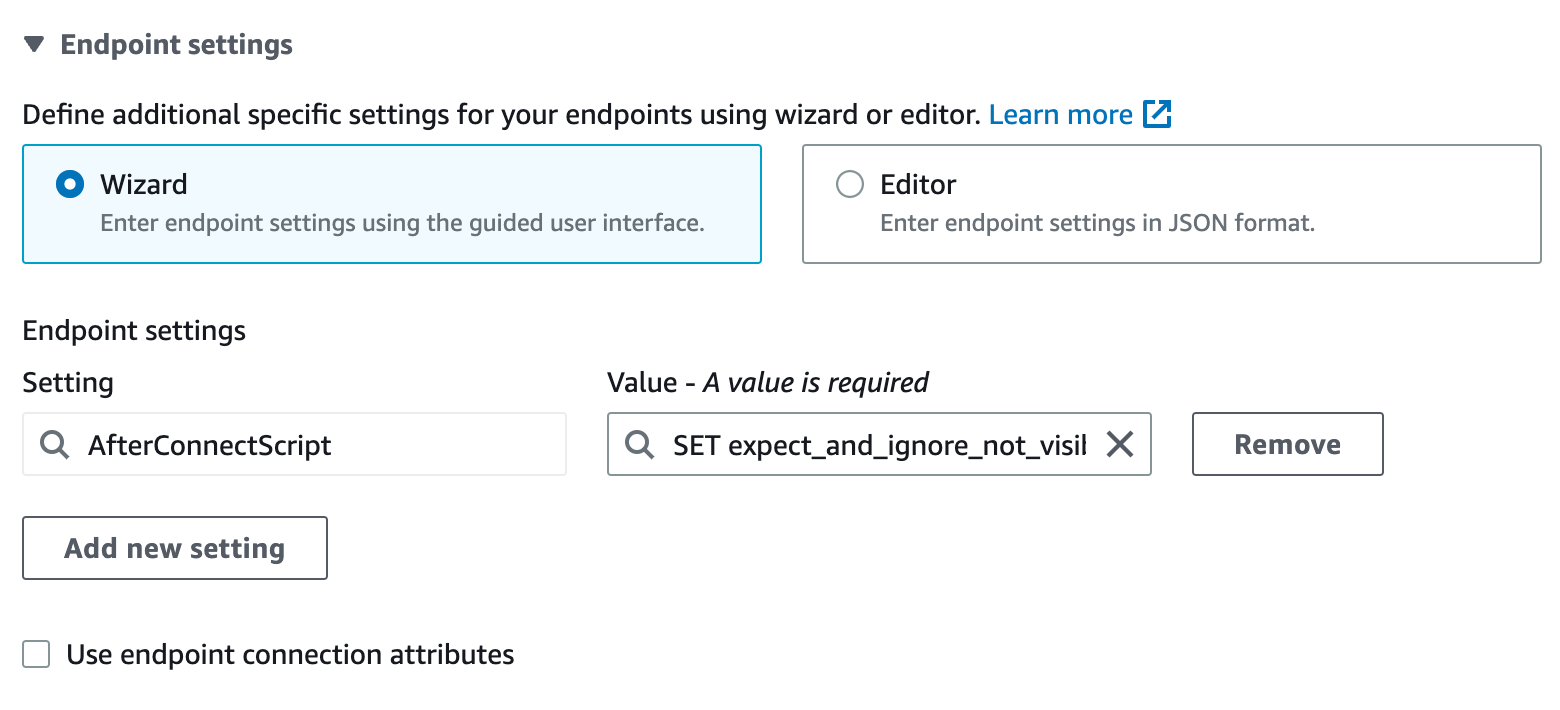 Endpoint settings
Define additional specific settings for your endpoints using wizard or editor. Learn more
Wizard
Enter endpoint settings using the guided user interface.
Editor
Enter endpoint settings in JSON format.
Endpoint settings
Setting
Value - A value is required
AfterConnectScript
SET expect_and_ignore_not_visib
Remove
Add new setting
Use endpoint connection attributes